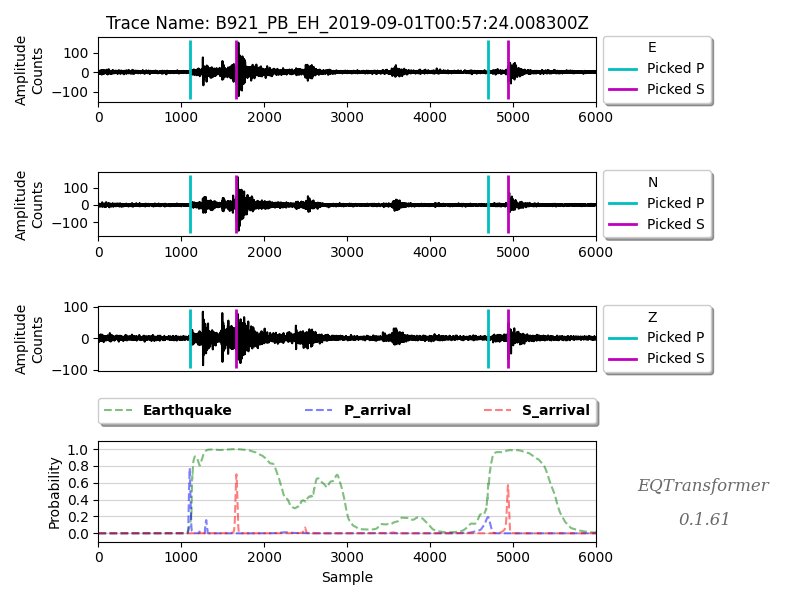 Trace Name: B921_PB_EH_2019-09-01T00:57:24.008300Z
Amplitude
Counts
100
0
−100
0 1000 2000 3000 4000 5000 6000
E
Picked P
Picked S
Amplitude
Counts
100
0
−100
0 1000 2000 3000 4000 5000 6000
N
Picked P
Picked S
Amplitude
Counts
100
0
−100
0 1000 2000 3000 4000 5000 6000
Z
Picked P
Picked S
Earthquake P_arrival S_arrival
Probability
1.0
0.8
0.6
0.4
0.2
0.0
0 1000 2000 3000 4000 5000 6000
Sample
EQTransformer
0.1.61